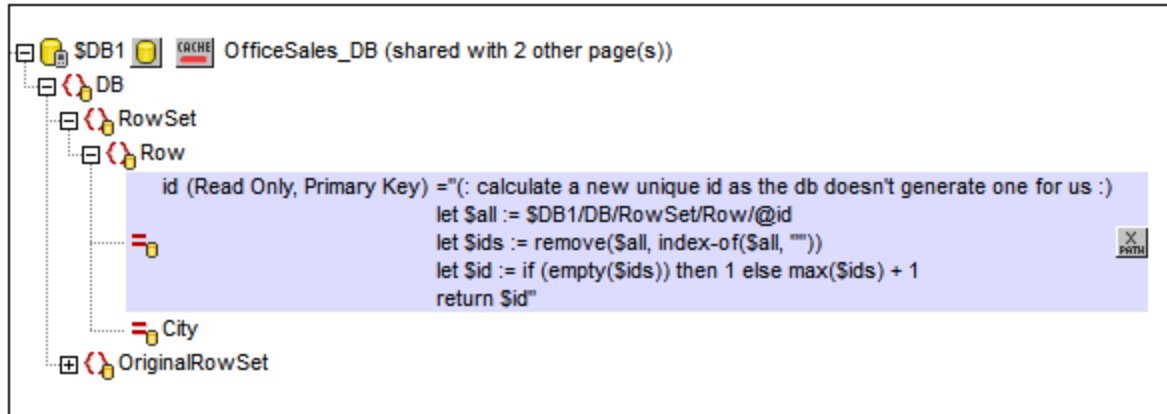 $DB1 CACHE OfficeSales_DB (shared with 2 other page(s))
DB
RowSet
Row
id (Read Only, Primary Key) ="(: calculate a new unique id as the db doesn't generate one for us :)
let $all := $DB1/DB/RowSet/Row/@id
let $ids := remove($all, index-of($all, ""))
let $id := if (empty($ids)) then 1 else max($ids) + 1
return $id"
X PATH
City
OriginalRowSet